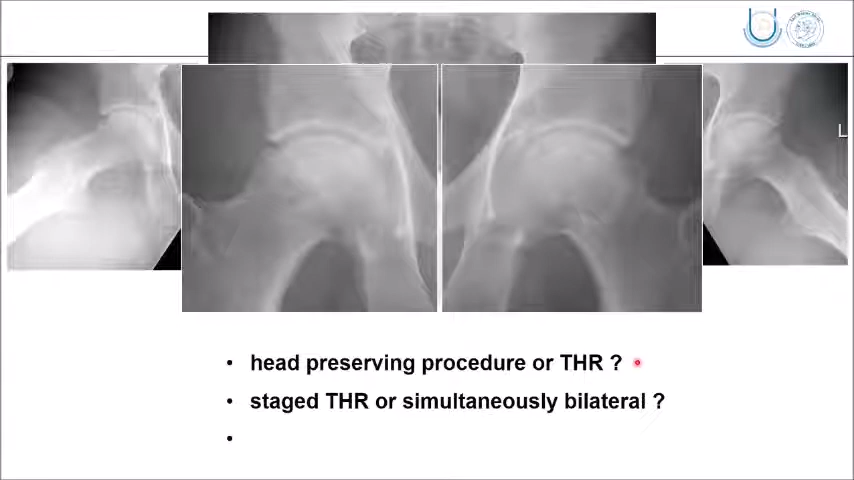 L
• head preserving procedure or THR ?
• staged THR or simultaneously bilateral ?
•